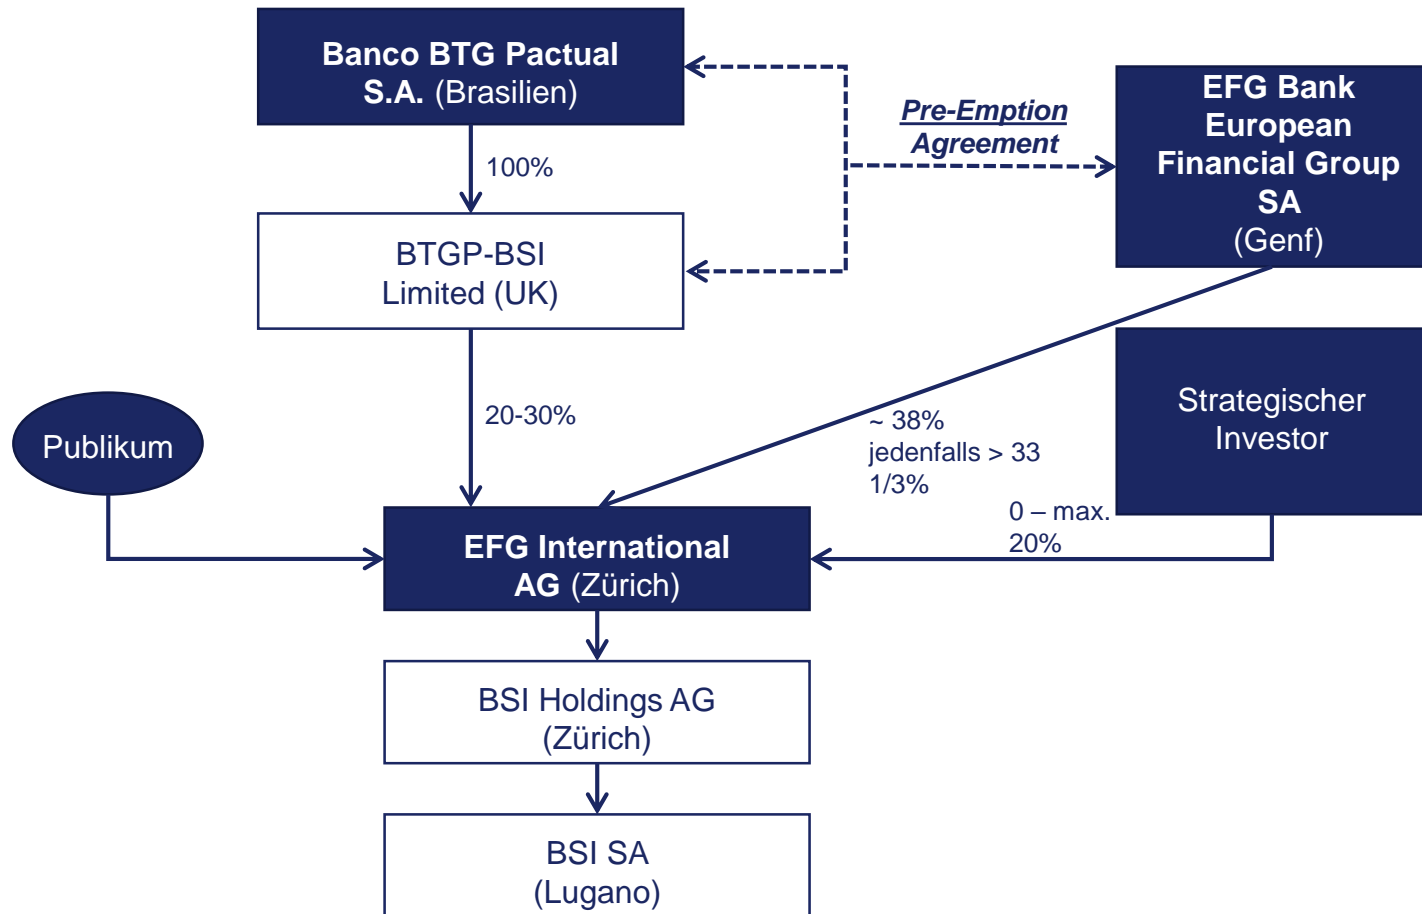 Banco BTG Pactual
S.A. (Brasilien)
EFG Bank
European
Financial Group
SA
(Genf)
Pre-Emption
Agreement
100%
BTGP-BSI
Limited (UK)
Strategischer
Investor
20-30%
~ 38%
jedenfalls > 33
1/3%
Publikum
0 – max.
20%
EFG International
AG (Zürich)
BSI Holdings AG
(Zürich)
BSI SA
(Lugano)